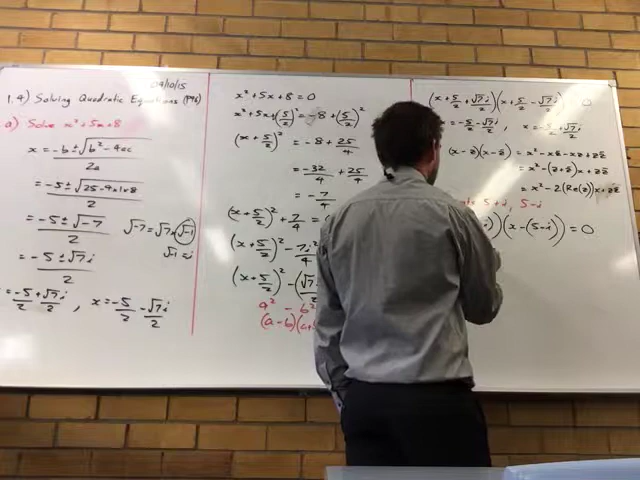 04/10/15
1.4) Solving Quadratic Equations (P96)
a) Solve x² + 5x + 8
x = -b ± √b² - 4ac / 2a
= -5 ± √25 - 4×1×8 / 2
= -5 ± √-7 / 2
√-7 = √7 × √-1
√-1 = i
= -5 ± √7 i / 2
= -5/2 + √7 i/2 , x = -5/2 - √7 i/2
x² + 5x + 8 = 0
x² + 5x + (5/2)² = -8 + (5/2)²
(x + 5/2)² = -8 + 25/4
= -32/4 + 25/4
= -7/4
(x + 5/2)² + 7/4 =
(x + 5/2)² - 7i²/4
(x + 5/2)² - (√7
a² - b²
(a-b)(a+
(x + 5/2 + √7 i/2)(x + 5/2 - √7 i/2) 0
x = -5/2 - √7 i/2 , x = -5/2 + √7 i/2
(x - z)(x - z̄) = x² - xz̄ - xz + zz̄
= x² - (z + z̄)x + zz̄
= x² - 2(Re(z))x + zz̄
5+i, 5-i
))(x - (5-i)) = 0